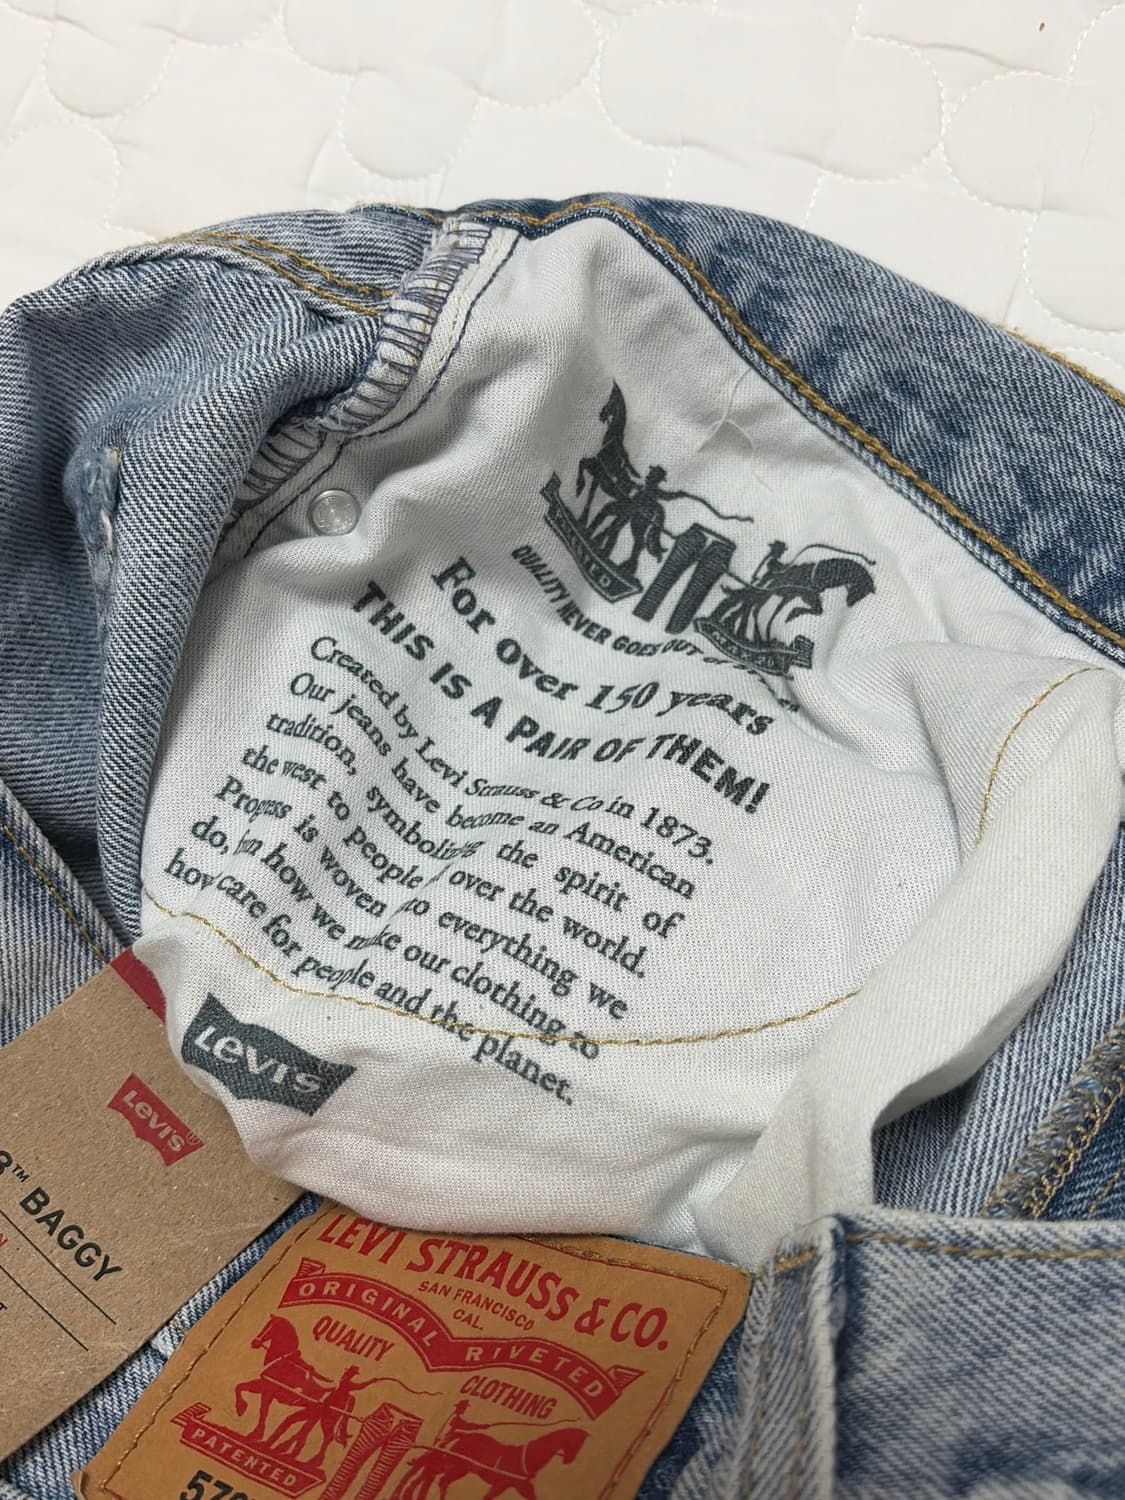 QUALITY NEVER GOES OUT OF
For over 150 years
THIS IS A PAIR OF THEM!
Created by Levi Strauss & Co in 1873.
Our jeans have become an American
tradition, symbolizing the spirit of
the west to people over the world.
Progress is woven into everything we
do, from how we make our clothing to
how care for people and the planet.
LEVI'S
LEVI'S®
™ BAGGY
LEVI STRAUSS & CO.
SAN FRANCISCO
CAL.
ORIGINAL RIVETED
QUALITY
CLOTHING
PATENTED